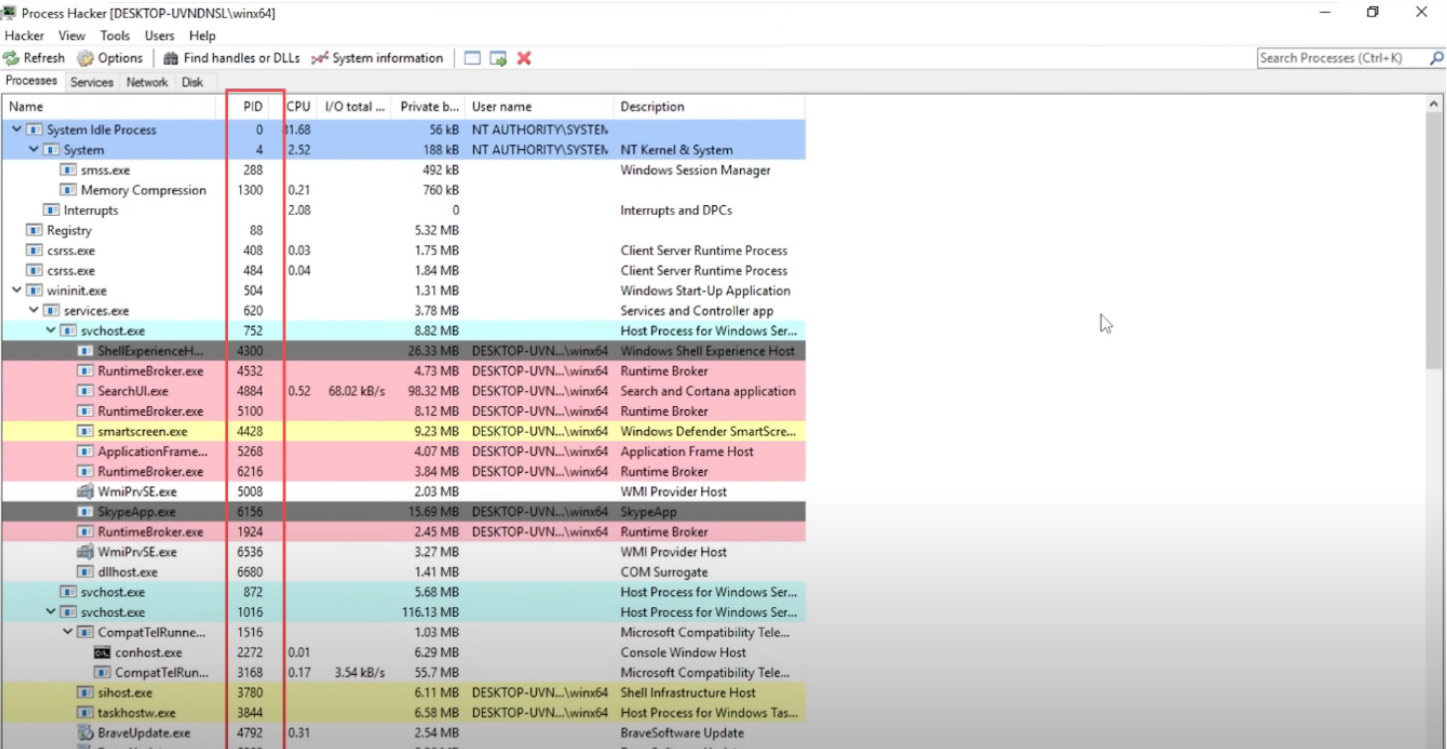 Process Hacker [DESKTOP-UVNDNSL\winx64]
Hacker View Tools Users Help
Refresh Options Find handles or DLLs System information Search Processes (Ctrl+K)
Processes Services Network Disk
Name PID CPU I/O total ... Private b... User name Description
System Idle Process 0 81.68 56 kB NT AUTHORITY\SYSTEM
System 4 2.52 188 kB NT AUTHORITY\SYSTEM NT Kernel & System
smss.exe 288 492 kB Windows Session Manager
Memory Compression 1300 0.21 760 kB
Interrupts 2.08 0 Interrupts and DPCs
Registry 88 5.32 MB
csrss.exe 408 0.03 1.75 MB Client Server Runtime Process
csrss.exe 484 0.04 1.84 MB Client Server Runtime Process
wininit.exe 504 1.31 MB Windows Start-Up Application
services.exe 620 3.78 MB Services and Controller app
svchost.exe 752 8.82 MB Host Process for Windows Ser...
ShellExperienceH... 4300 26.33 MB DESKTOP-UVN...\winx64 Windows Shell Experience Host
RuntimeBroker.exe 4532 4.73 MB DESKTOP-UVN...\winx64 Runtime Broker
SearchUI.exe 4884 0.52 68.02 kB/s 98.32 MB DESKTOP-UVN...\winx64 Search and Cortana application
RuntimeBroker.exe 5100 8.12 MB DESKTOP-UVN...\winx64 Runtime Broker
smartscreen.exe 4428 9.23 MB DESKTOP-UVN...\winx64 Windows Defender SmartScre...
ApplicationFrame... 5268 4.07 MB DESKTOP-UVN...\winx64 Application Frame Host
RuntimeBroker.exe 6216 3.84 MB DESKTOP-UVN...\winx64 Runtime Broker
WmiPrvSE.exe 5008 2.03 MB WMI Provider Host
SkypeApp.exe 6156 15.69 MB DESKTOP-UVN...\winx64 SkypeApp
RuntimeBroker.exe 1924 2.45 MB DESKTOP-UVN...\winx64 Runtime Broker
WmiPrvSE.exe 6536 3.27 MB WMI Provider Host
dllhost.exe 6680 1.41 MB COM Surrogate
svchost.exe 872 5.68 MB Host Process for Windows Ser...
svchost.exe 1016 116.13 MB Host Process for Windows Ser...
CompatTelRunne... 1516 1.03 MB Microsoft Compatibility Tele...
conhost.exe 2272 0.01 6.29 MB Console Window Host
CompatTelRun... 3168 0.17 3.54 kB/s 55.7 MB Microsoft Compatibility Tele...
sihost.exe 3780 6.11 MB DESKTOP-UVN...\winx64 Shell Infrastructure Host
taskhostw.exe 3844 6.58 MB DESKTOP-UVN...\winx64 Host Process for Windows Tas...
BraveUpdate.exe 4792 0.31 2.54 MB BraveSoftware Update